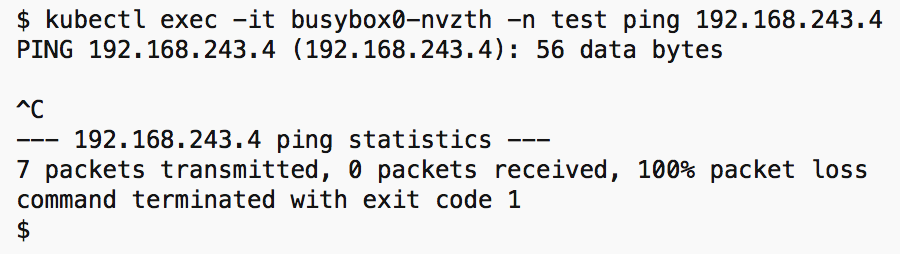 $ kubectl exec -it busybox0-nvzth -n test ping 192.168.243.4
PING 192.168.243.4 (192.168.243.4): 56 data bytes
^C
--- 192.168.243.4 ping statistics ---
7 packets transmitted, 0 packets received, 100% packet loss
command terminated with exit code 1
$